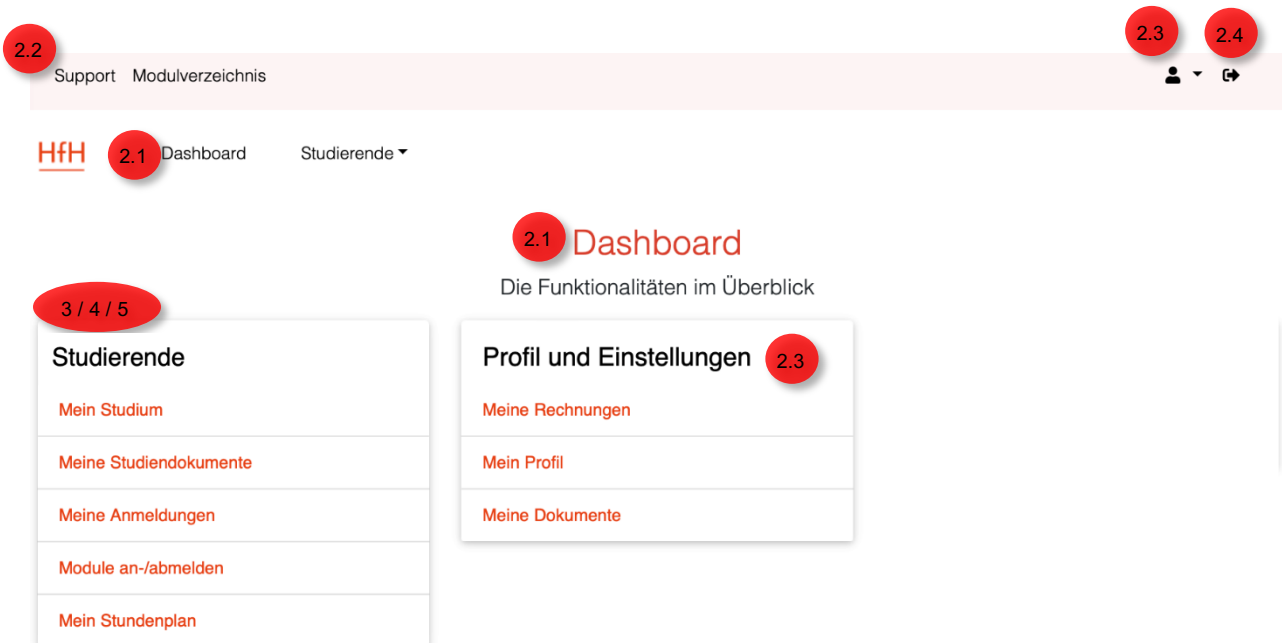 2.3 2.4
2.2
Support Modulverzeichnis
HfH 2.1 Dashboard Studierende
2.1 Dashboard
Die Funktionalitäten im Überblick
3 / 4 / 5
Studierende
Mein Studium
Meine Studiendokumente
Meine Anmeldungen
Module an-/abmelden
Mein Stundenplan
Profil und Einstellungen 2.3
Meine Rechnungen
Mein Profil
Meine Dokumente